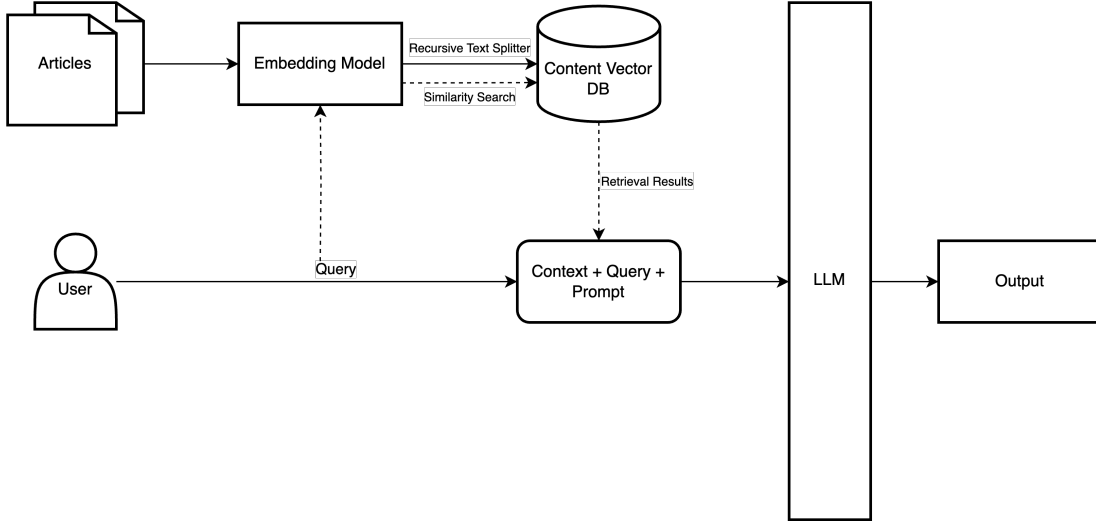 Articles
Embedding Model
Recursive Text Splitter
Similarity Search
Content Vector
DB
Retrieval Results
User
Query
Context + Query +
Prompt
LLM
Output